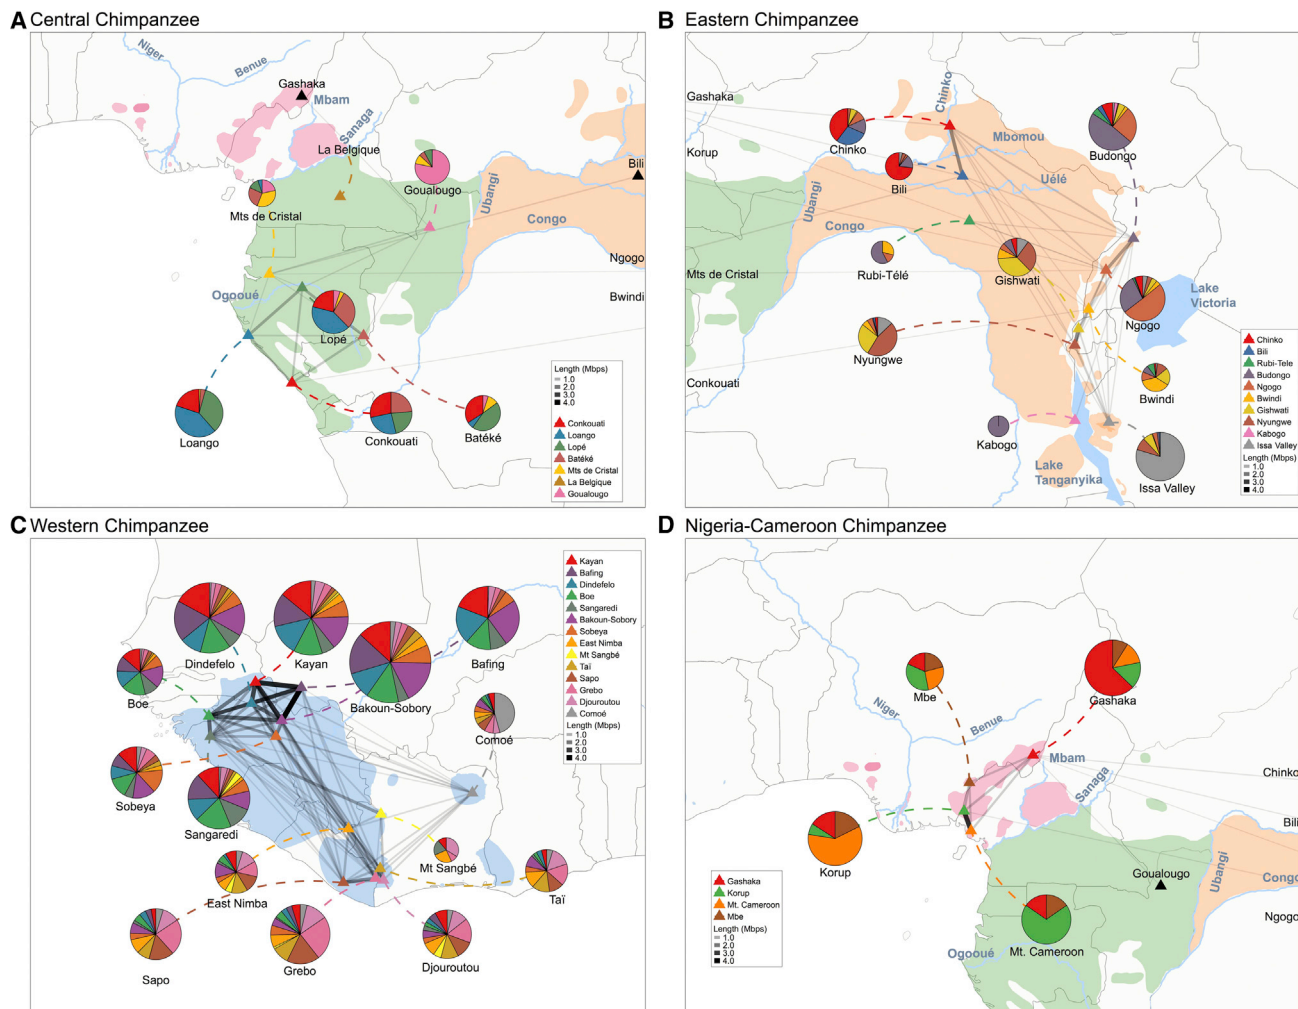 A Central Chimpanzee
Niger
Benue
Gashaka
Mbam
Sanaga
La Belgique
Bili
Goualougo
Mts de Cristal
Ubangi
Congo
Ngogo
Ogooué
Bwindi
Lopé
Loango
Conkouati
Batéké
Length (Mbps)
1.0
2.0
3.0
4.0
Conkouati
Loango
Lopé
Batéké
Mts de Cristal
La Belgique
Goualougo
B Eastern Chimpanzee
Gashaka
Chinko
Chinko
Budongo
Mbomou
Korup
Bili
Uélé
Ubangi
Congo
Rubi-Télé
Gishwati
Mts de Cristal
Lake
Victoria
Ngogo
Nyungwe
Conkouati
Bwindi
Kabogo
Lake
Tanganyika
Issa Valley
Chinko
Bili
Rubi-Tele
Budongo
Ngogo
Bwindi
Gishwati
Nyungwe
Kabogo
Issa Valley
Length (Mbps)
1.0
2.0
3.0
4.0
C Western Chimpanzee
Dindefelo
Kayan
Bafing
Boe
Bakoun-Sobory
Comoé
Sobeya
Sangaredi
Mt Sangbé
East Nimba
Taï
Sapo
Grebo
Djouroutou
Kayan
Bafing
Dindefelo
Boe
Sangaredi
Bakoun-Sobory
Sobeya
East Nimba
Mt Sangbé
Taï
Sapo
Grebo
Djouroutou
Comoé
Length (Mbps)
1.0
2.0
3.0
4.0
D Nigeria-Cameroon Chimpanzee
Mbe
Gashaka
Niger
Benue
Mbam
Sanaga
Chinko
Bili
Korup
Goualougo
Ubangi
Congo
Ngogo
Mt. Cameroon
Ogooué
Gashaka
Korup
Mt. Cameroon
Mbe
Length (Mbps)
1.0
2.0
3.0
4.0